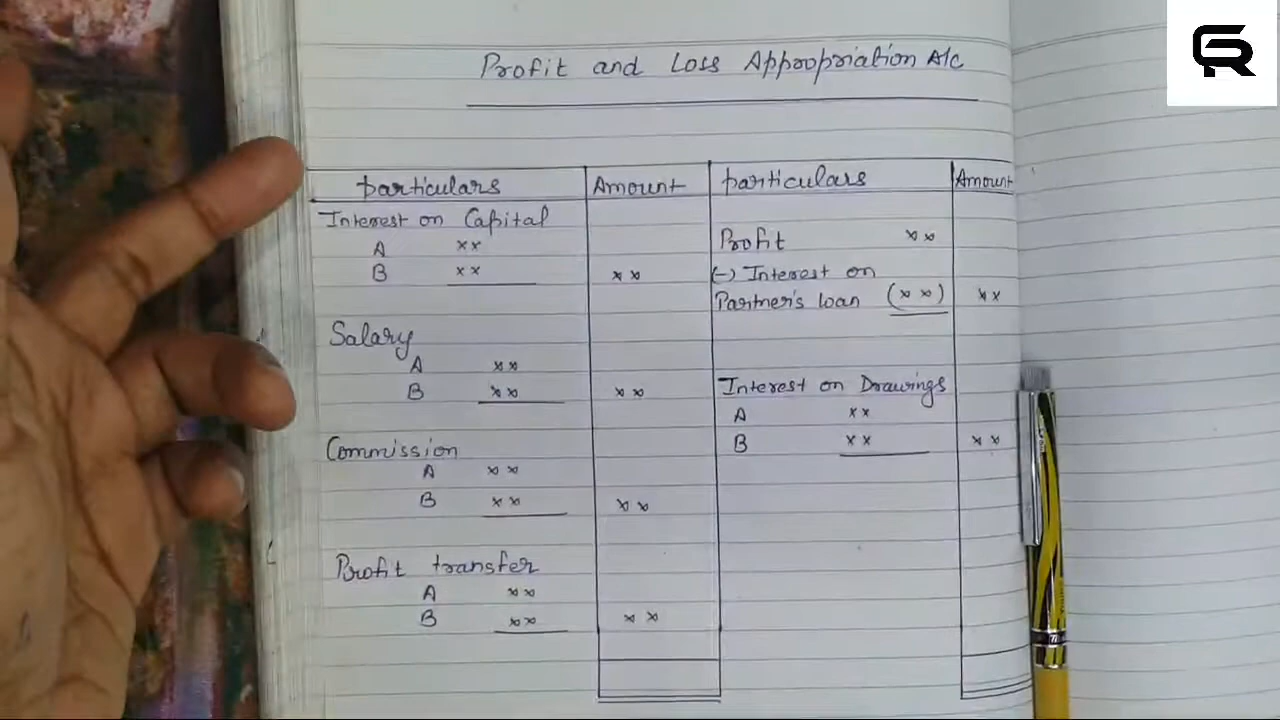 Profit and Loss Appropriation A/c
particulars Amount particulars Amount
Interest on Capital
A xx
B xx xx
Salary
A xx
B xx xx
Commission
A xx
B xx xx
Profit transfer
A xx
B xx xx
Profit xx
(-) Interest on
Partner's loan (xx) xx
Interest on Drawings
A xx
B xx xx
GR